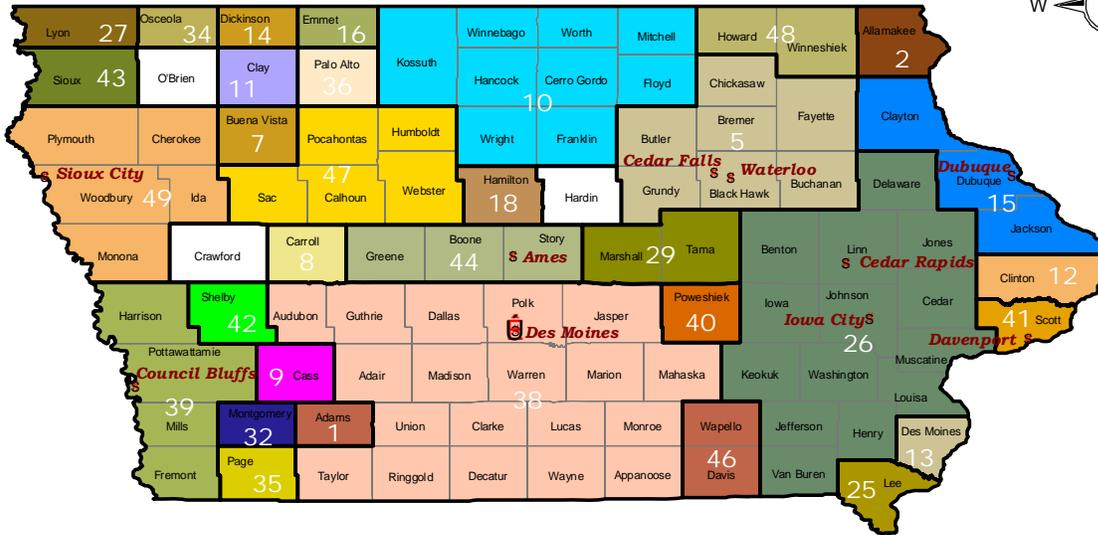 W
Lyon 27
Osceola 34
Dickinson 14
Emmet 16
Kossuth
Winnebago
Worth
Mitchell
Howard 48
Winneshiek
Allamakee 2
Sioux 43
O'Brien
Clay 11
Palo Alto 36
Hancock
Cerro Gordo
10
Floyd
Chickasaw
Fayette
Clayton
Plymouth
Cherokee
Buena Vista 7
Pocahontas
Humboldt
Wright
Franklin
Butler
Bremer 5
S Sioux City
Woodbury 49
Ida
Sac
47
Calhoun
Webster
Hamilton 18
Hardin
Cedar Falls S
S Waterloo
Grundy
Black Hawk
Buchanan
Delaware
Dubuque S
Dubuque
15
Jackson
Monona
Crawford
Carroll 8
Greene
Boone 44
Story
S Ames
Marshall 29
Tama
Benton
Linn
S Cedar Rapids
Jones
Clinton 12
Harrison
Shelby 42
Audubon
Guthrie
Dallas
Polk
S Des Moines
Jasper
Poweshiek 40
Iowa
Johnson
Iowa City S
26
Cedar
41 Scott
Davenport S
Pottawattamie
Council Bluffs
S
39
9 Cass
Adair
Madison
Warren
38
Marion
Mahaska
Keokuk
Washington
Muscatine
Louisa
Mills
Montgomery 32
Adams 1
Union
Clarke
Lucas
Monroe
Wapello
46
Davis
Jefferson
Henry
Des Moines 13
Fremont
Page 35
Taylor
Ringgold
Decatur
Wayne
Appanoose
Van Buren
25 Lee